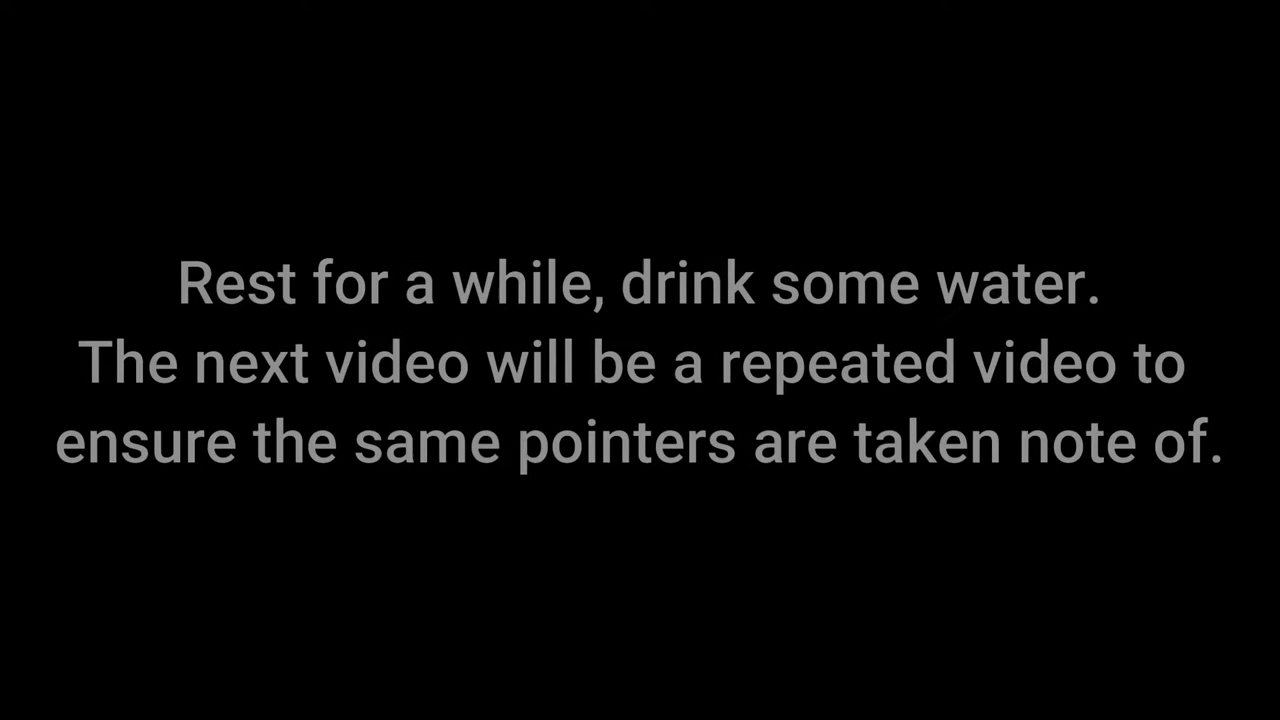 Rest for a while, drink some water.
The next video will be a repeated video to
ensure the same pointers are taken note of.